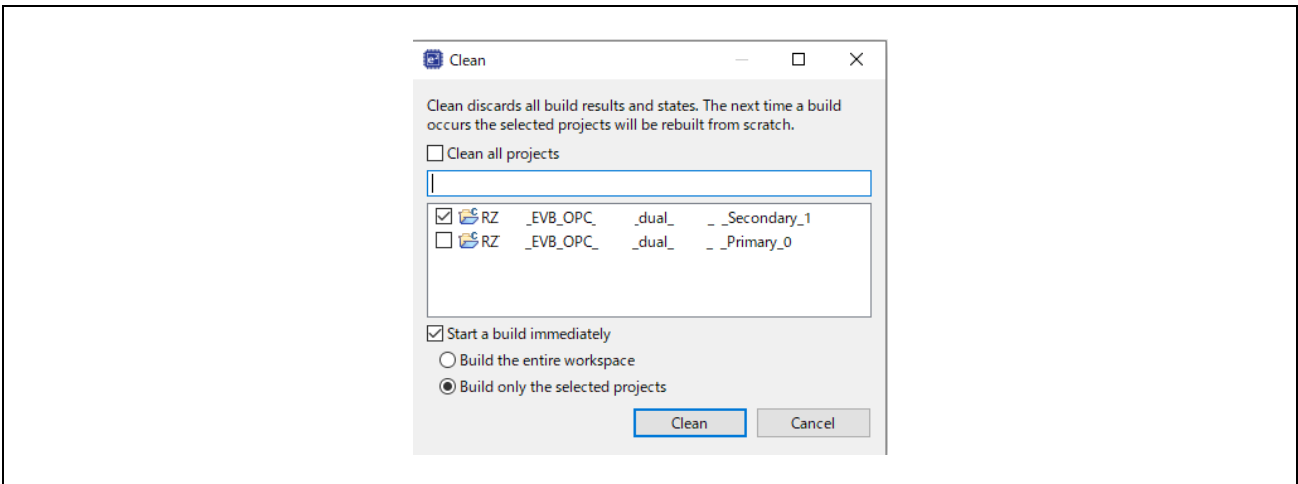 Clean
Clean discards all build results and states. The next time a build
occurs the selected projects will be rebuilt from scratch.
Clean all projects
RZ _EVB_OPC_ _dual_ _ _Secondary_1
RZ _EVB_OPC_ _dual_ _ _Primary_0
Start a build immediately
Build the entire workspace
Build only the selected projects
Clean Cancel